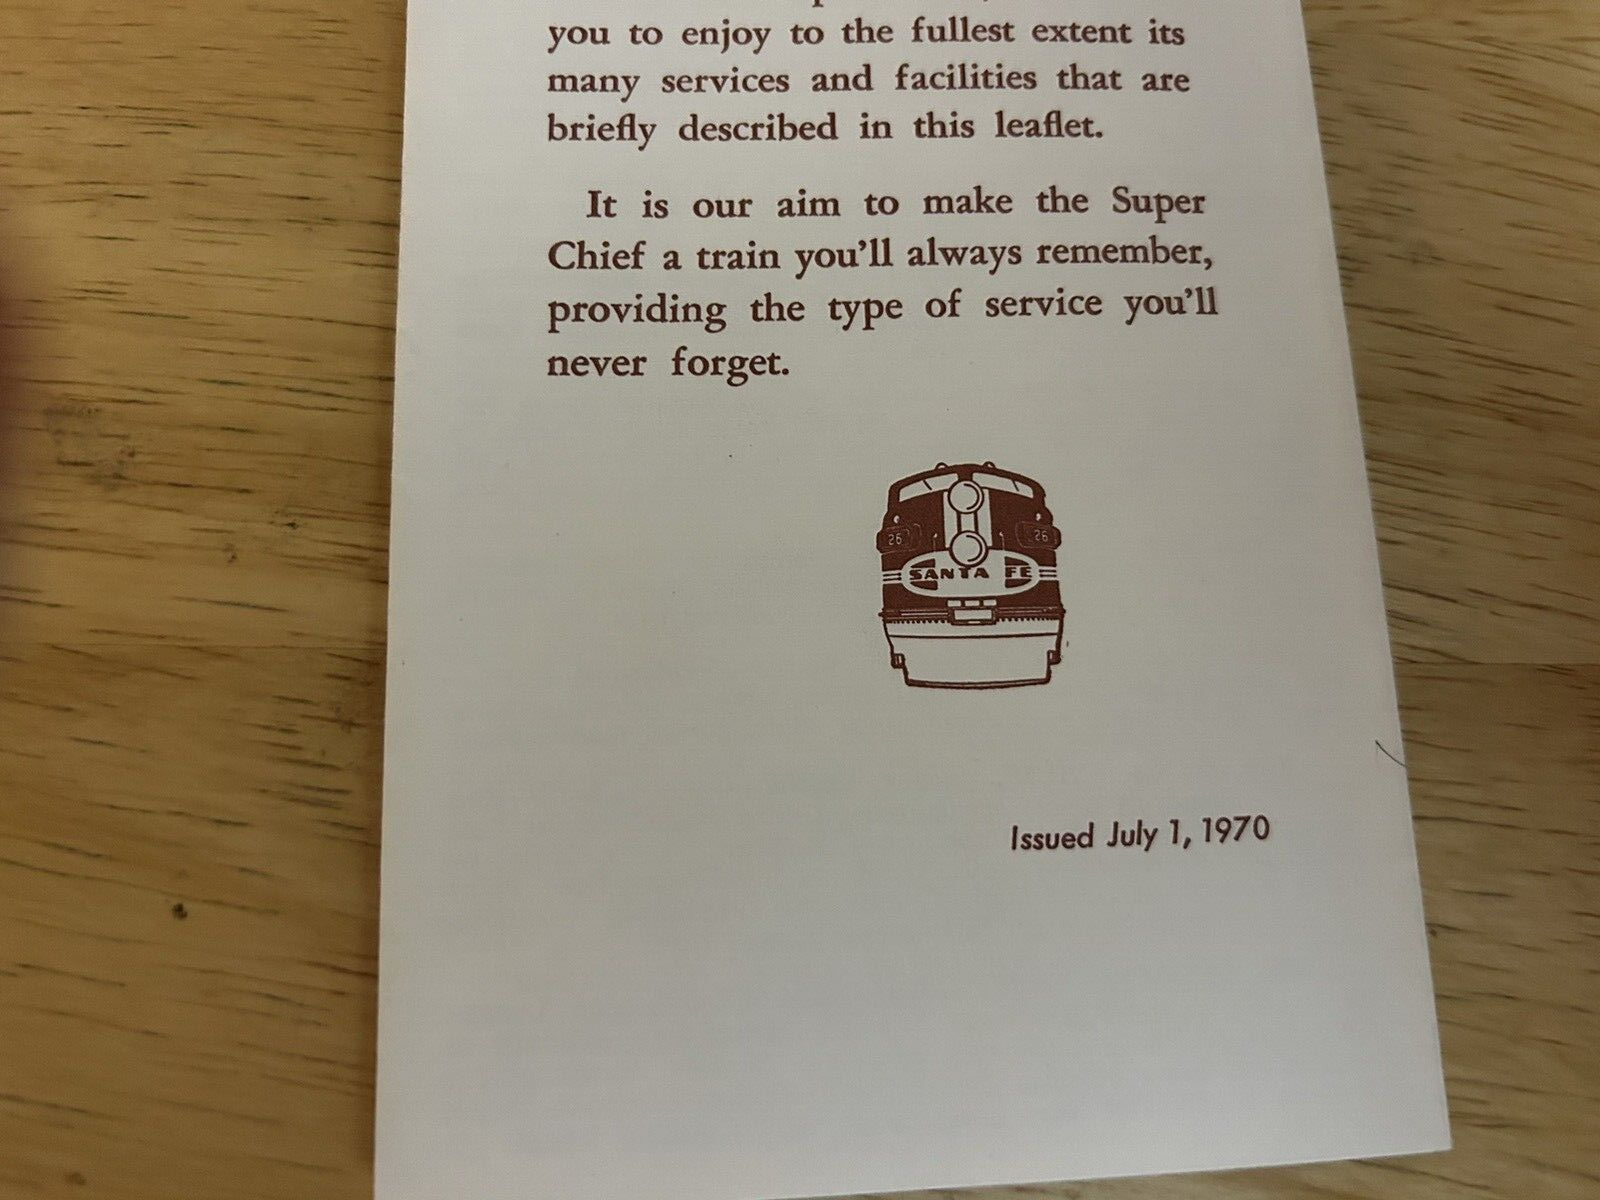 you to enjoy to the fullest extent its
many services and facilities that are
briefly described in this leaflet.
It is our aim to make the Super
Chief a train you'll always remember,
providing the type of service you'll
never forget.
26 26
SANTA FE
Issued July 1, 1970